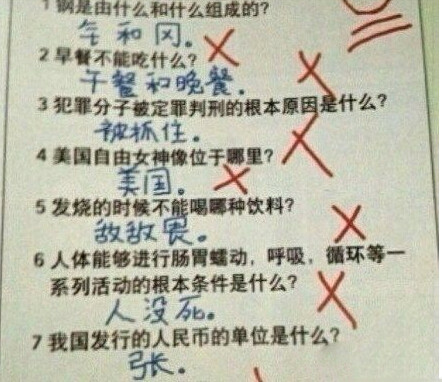 1 钢是由什么和什么组成的?
钅和冈。
2 早餐不能吃什么?
午餐和晚餐。
3 犯罪分子被定罪判刑的根本原因是什么?
被抓住。
4 美国自由女神像位于哪里?
美国。
5 发烧的时候不能喝哪种饮料?
敌敌畏。
6 人体能够进行肠胃蠕动,呼吸,循环等一
系列活动的根本条件是什么?
人没死。
7 我国发行的人民币的单位是什么?
张。